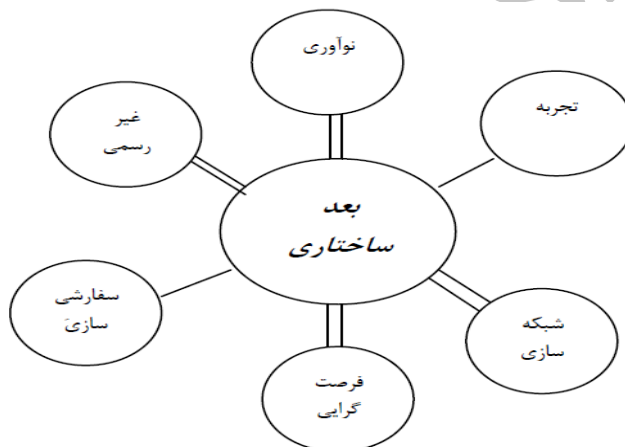 نوآوری
تجربه
غیر
رسمی
بعد
ساختاری
سفارشی
سازیَ
شبکه
سازی
فرصت
گرایی